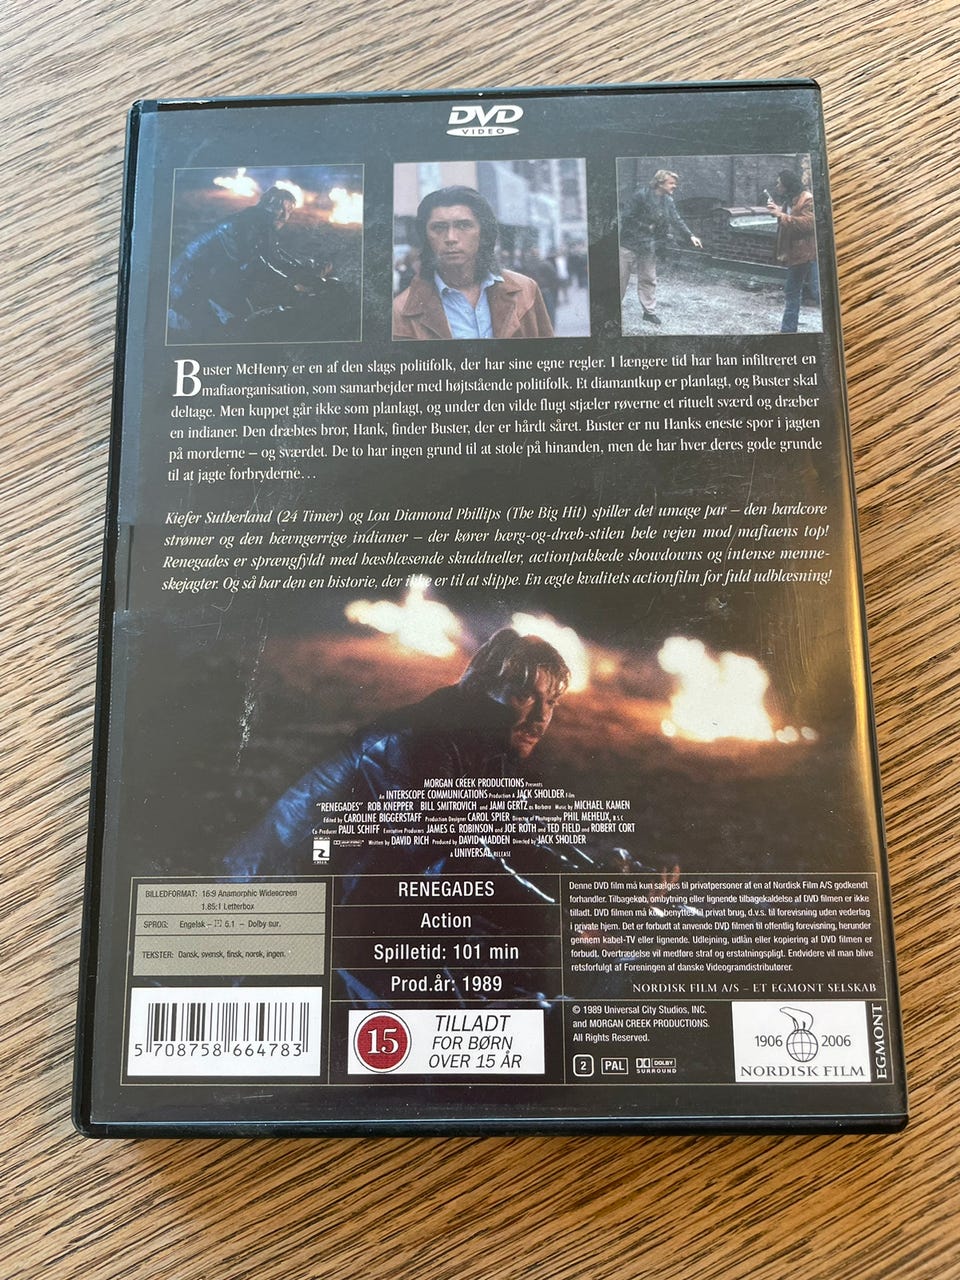 DVD
VIDEO
Buster McHenry er en af den slags politifolk, der har sine egne regler. I længere tid har han infiltreret en
mafiaorganisation, som samarbejder med højtstående politifolk. Et diamantkup er planlagt, og Buster skal
deltage. Men kuppet går ikke som planlagt, og under den vilde flugt stjæler røverne et rituelt sværd og dræber
en indianer. Den dræbtes bror, Hank, finder Buster, der er hårdt såret. Buster er nu Hanks eneste spor i jagten
på morderne – og sværdet. De to har ingen grund til at stole på hinanden, men de har hver deres gode grunde
til at jagte forbryderne…
Kiefer Sutherland (24 Timer) og Lou Diamond Phillips (The Big Hit) spiller det umage par – den hardcore
strømer og den hævngerrige indianer – der kører hærg-og-dræb-stilen hele vejen mod mafiaens top!
Renegades er sprængfyldt med hæsblæsende skuddueller, actionpakkede showdowns og intense menne-
skejagter. Og så har den en historie, der ikke er til at slippe. En ægte kvalitets actionfilm for fuld udblæsning!
MORGAN CREEK PRODUCTIONS Presents
An INTERSCOPE COMMUNICATIONS Production A JACK SHOLDER Film
"RENEGADES" ROB KNEPPER BILL SMITROVICH and JAMI GERTZ as Barbara Music by MICHAEL KAMEN
Edited by CAROLINE BIGGERSTAFF Production Designer CAROL SPIER Director of Photography PHIL MEHEUX, B.S.C.
Co-Producer PAUL SCHIFF Executive Producers JAMES G. ROBINSON and JOE ROTH and TED FIELD and ROBERT CORT
Written by DAVID RICH Produced by DAVID MADDEN Directed by JACK SHOLDER
A UNIVERSAL RELEASE
BILLEDFORMAT: 16:9 Anamorphic Widescreen
1.85:1 Letterbox
SPROG: Engelsk – 5.1 – Dolby sur.
TEKSTER: Dansk, svensk, finsk, norsk, ingen.
RENEGADES
Action
Spilletid: 101 min
Prod.år: 1989
Denne DVD film må kun sælges til privatpersoner af en af Nordisk Film A/S godkendt
forhandler. Tilbagekøb, ombytning eller lignende tilbagekaldelse af DVD filmen er ikke
tilladt. DVD filmen må kun benyttes til privat brug, d.v.s. til forevisning uden vederlag
i private hjem. Det er forbudt at anvende DVD filmen til offentlig forevisning, herunder
gennem kabel-TV eller lignende. Udlejning, udlån eller kopiering af DVD filmen er
forbudt. Overtrædelse vil medføre straf og erstatningspligt. Endvidere vil man blive
retsforfulgt af Foreningen af danske Videogramdistributører.
NORDISK FILM A/S – ET EGMONT SELSKAB
5 708758 664783
15
TILLADT
FOR BØRN
OVER 15 ÅR
© 1989 Universal City Studios, INC.
and MORGAN CREEK PRODUCTIONS.
All Rights Reserved.
2 PAL DOLBY
SURROUND
1906 2006
NORDISK FILM
EGMONT